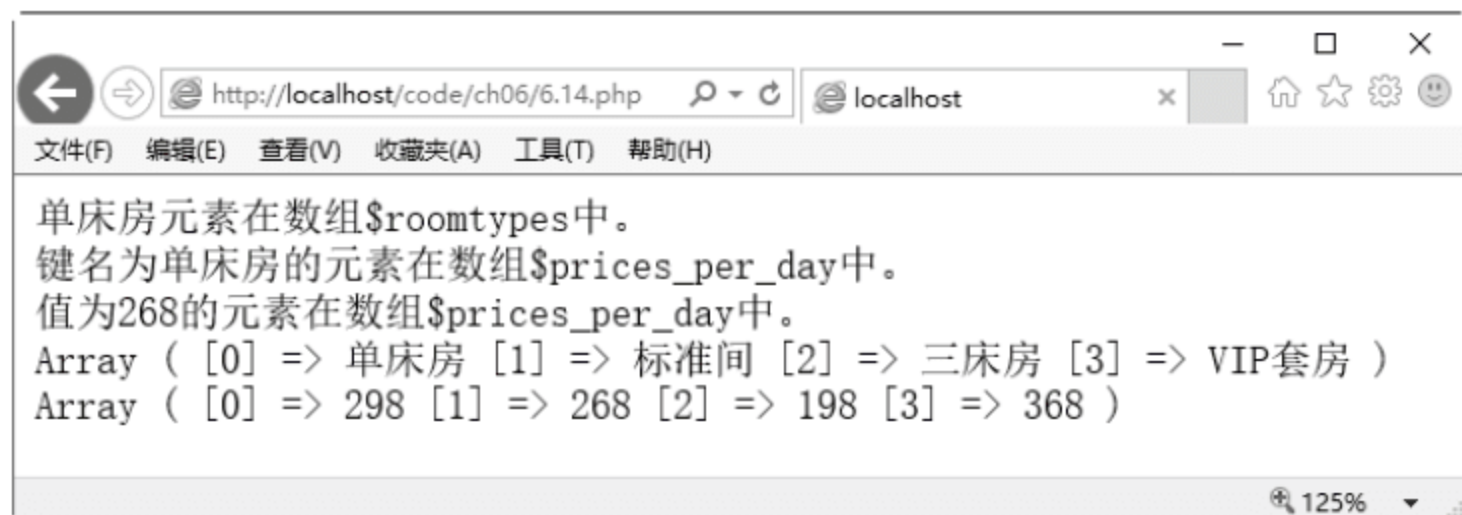 http://localhost/code/ch06/6.14.php
localhost
文件(F) 编辑(E) 查看(V) 收藏夹(A) 工具(T) 帮助(H)
单床房元素在数组$roomtypes中。
键名为单床房的元素在数组$prices_per_day中。
值为268的元素在数组$prices_per_day中。
Array ( [0] => 单床房 [1] => 标准间 [2] => 三床房 [3] => VIP套房 )
Array ( [0] => 298 [1] => 268 [2] => 198 [3] => 368 )
125%